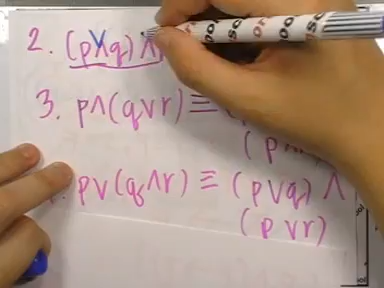 2. (p∨q) ∧
3. p∧(q∨r) ≡ (p
(p∧
p∨(q∧r) ≡ (p∨q) ∧
(p∨r)